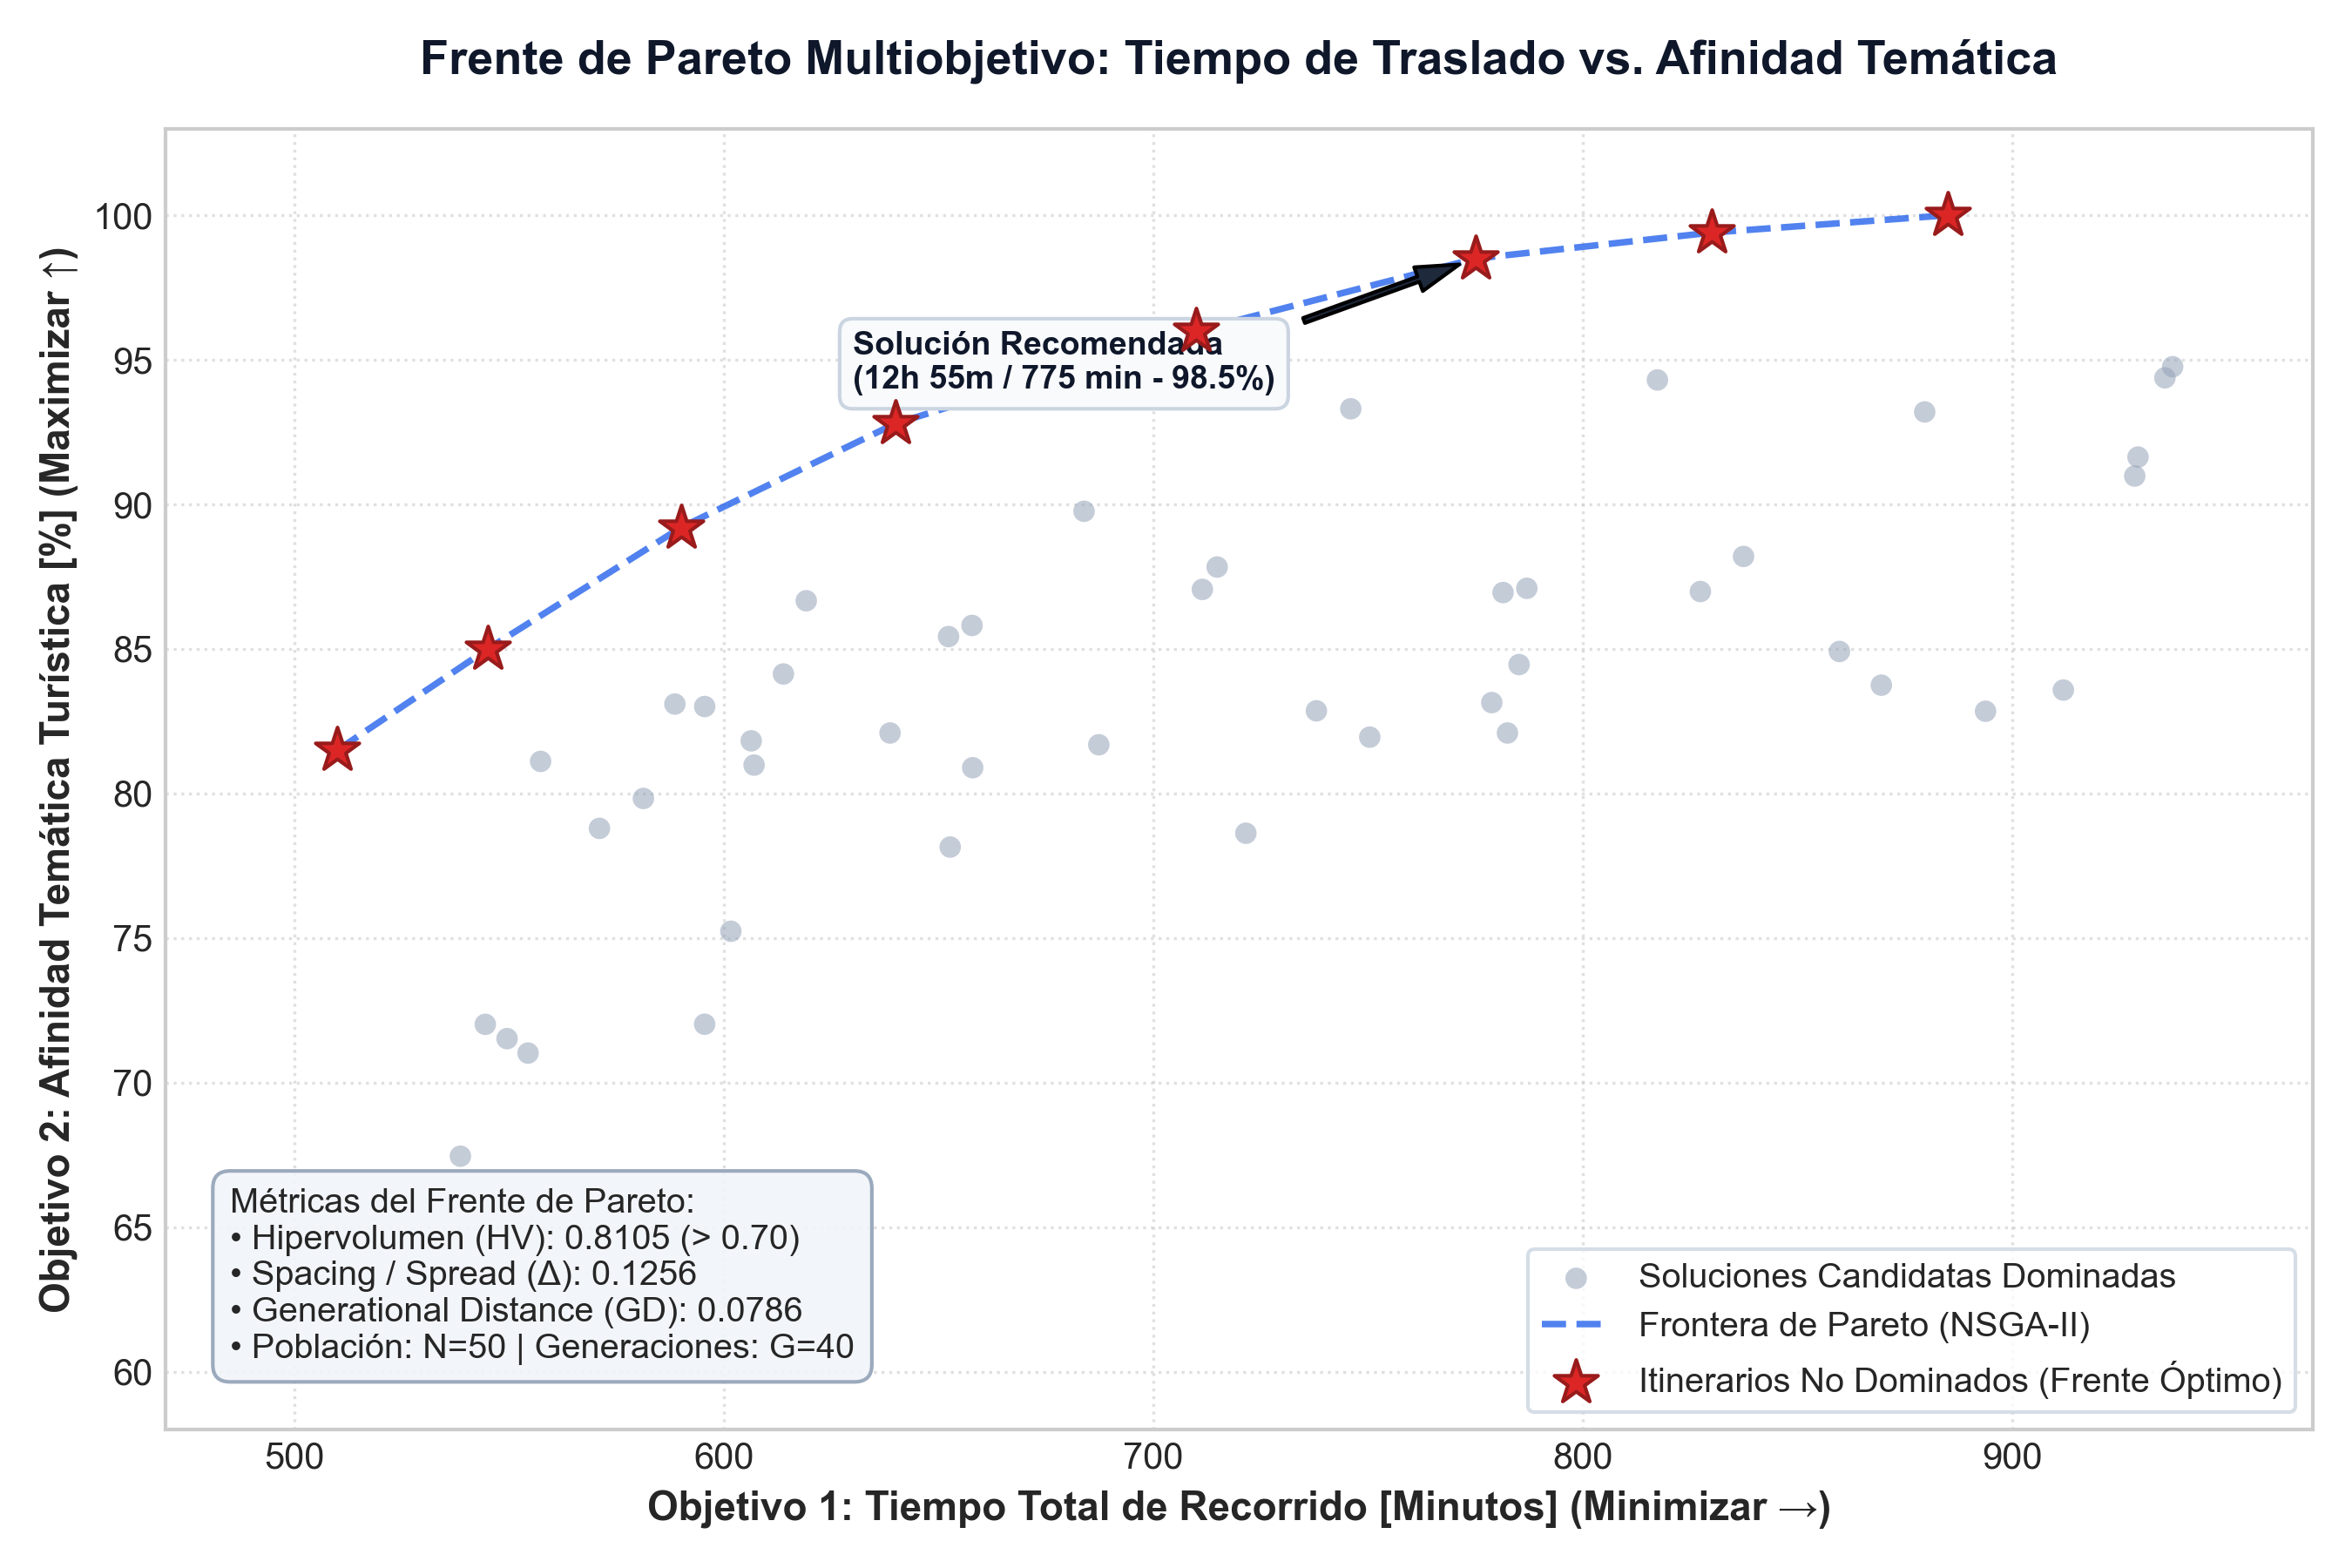 Frente de Pareto Multiobjetivo: Tiempo de Traslado vs. Afinidad Temática
Objetivo 2: Afinidad Temática Turística [%] (Maximizar ↑)
100
95
90
85
80
75
70
65
60
Solución Recomendada
(12h 55m / 775 min - 98.5%)
Métricas del Frente de Pareto:
• Hipervolumen (HV): 0.8105 (> 0.70)
• Spacing / Spread (Δ): 0.1256
• Generational Distance (GD): 0.0786
• Población: N=50 | Generaciones: G=40
Soluciones Candidatas Dominadas
Frontera de Pareto (NSGA-II)
Itinerarios No Dominados (Frente Óptimo)
500
600
700
800
900
Objetivo 1: Tiempo Total de Recorrido [Minutos] (Minimizar →)